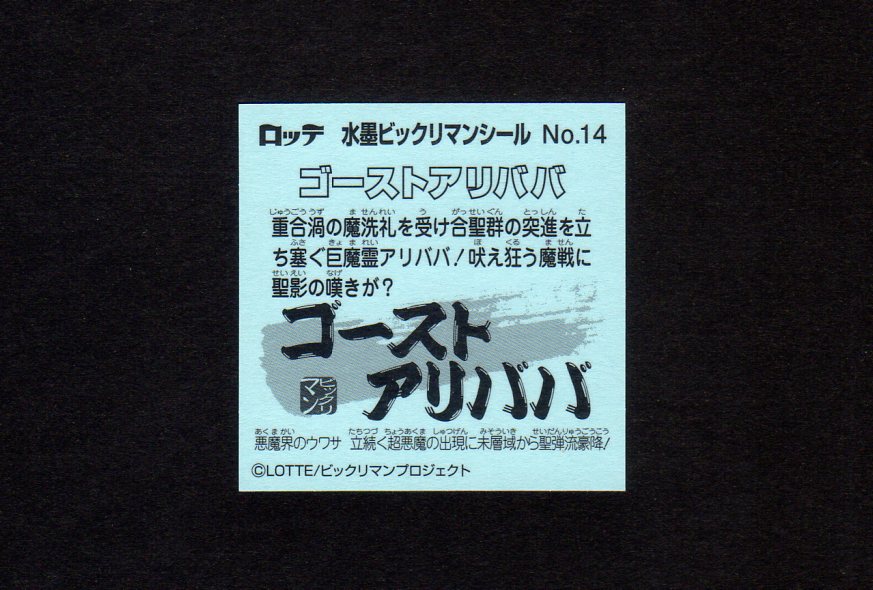 ロッテ 水墨ビックリマンシール No.14
ゴーストアリババ
重合渦の魔洗礼を受け合聖群の突進を立
ち塞ぐ巨魔霊アリババ!吠え狂う魔戦に
聖影の嘆きが?
ゴースト
アリババ
ビックリ
マン
悪魔界のウワサ 立続く超悪魔の出現に未層域から聖弾流豪降!
©LOTTE/ビックリマンプロジェクト